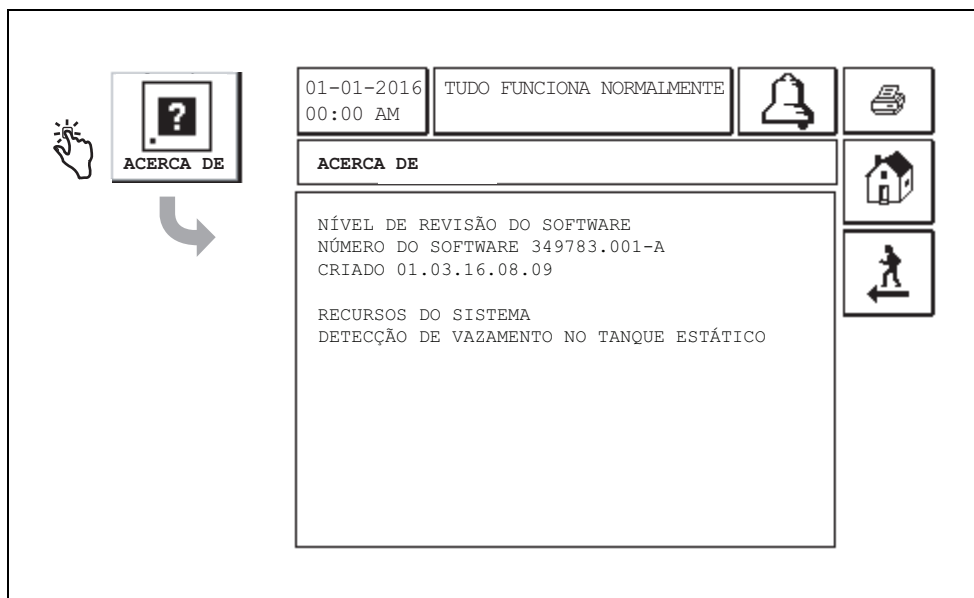 ?
ACERCA DE
01-01-2016
00:00 AM
TUDO FUNCIONA NORMALMENTE
ACERCA DE
NÍVEL DE REVISÃO DO SOFTWARE
NÚMERO DO SOFTWARE 349783.001-A
CRIADO 01.03.16.08.09
RECURSOS DO SISTEMA
DETECÇÃO DE VAZAMENTO NO TANQUE ESTÁTICO